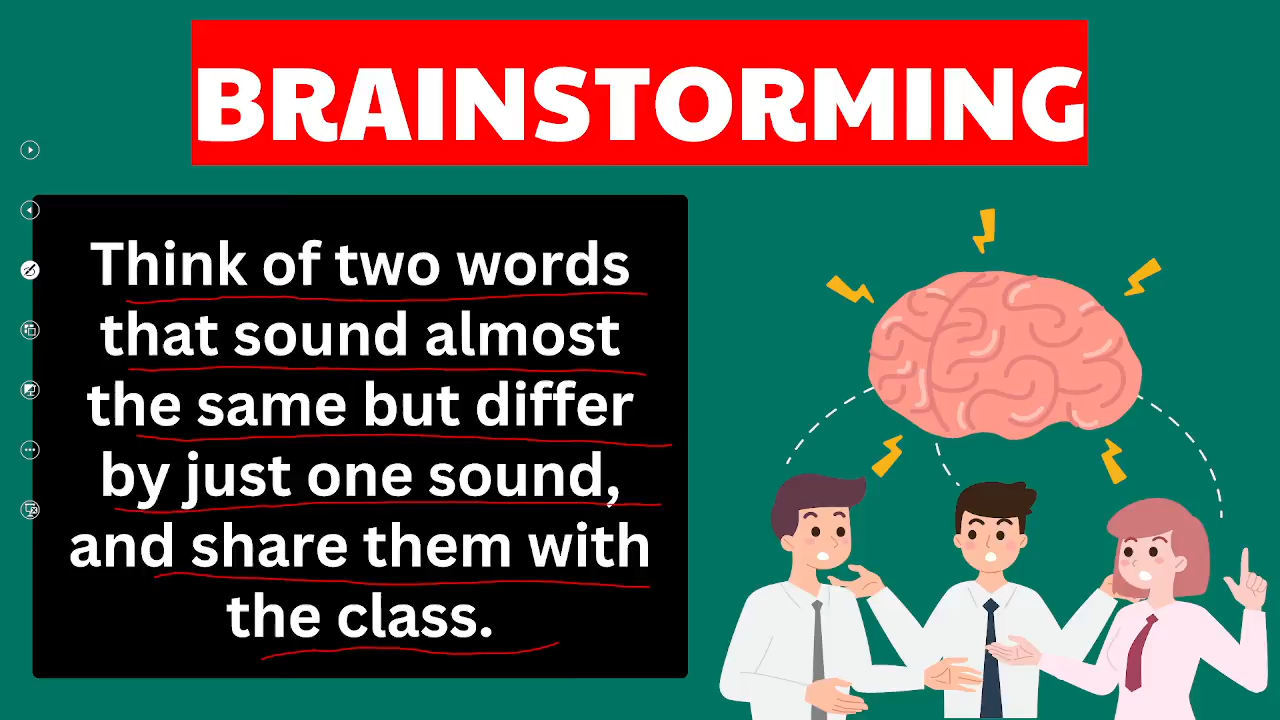 BRAINSTORMING
Think of two words
that sound almost
the same but differ
by just one sound,
and share them with
the class.